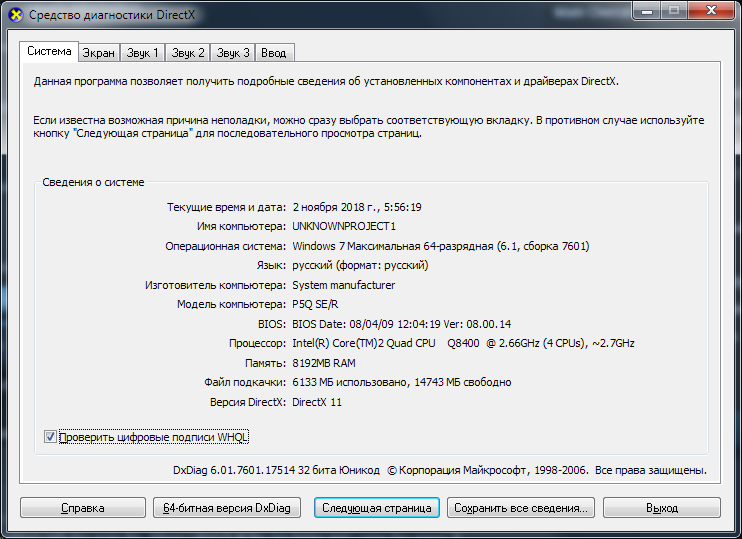 Средство диагностики DirectX
Система Экран Звук 1 Звук 2 Звук 3 Ввод
Данная программа позволяет получить подробные сведения об установленных компонентах и драйверах DirectX.
Если известна возможная причина неполадки, можно сразу выбрать соответствующую вкладку. В противном случае используйте
кнопку "Следующая страница" для последовательного просмотра страниц.
Сведения о системе
Текущие время и дата: 2 ноября 2018 г., 5:56:19
Имя компьютера: UNKNOWNPROJECT1
Операционная система: Windows 7 Максимальная 64-разрядная (6.1, сборка 7601)
Язык: русский (формат: русский)
Изготовитель компьютера: System manufacturer
Модель компьютера: P5Q SE/R
BIOS: BIOS Date: 08/04/09 12:04:19 Ver: 08.00.14
Процессор: Intel(R) Core(TM)2 Quad CPU Q8400 @ 2.66GHz (4 CPUs), ~2.7GHz
Память: 8192MB RAM
Файл подкачки: 6133 МБ использовано, 14743 МБ свободно
Версия DirectX: DirectX 11
Проверить цифровые подписи WHQL
DxDiag 6.01.7601.17514 32 бита Юникод © Корпорация Майкрософт, 1998-2006. Все права защищены.
Справка 64-битная версия DxDiag Следующая страница Сохранить все сведения... Выход